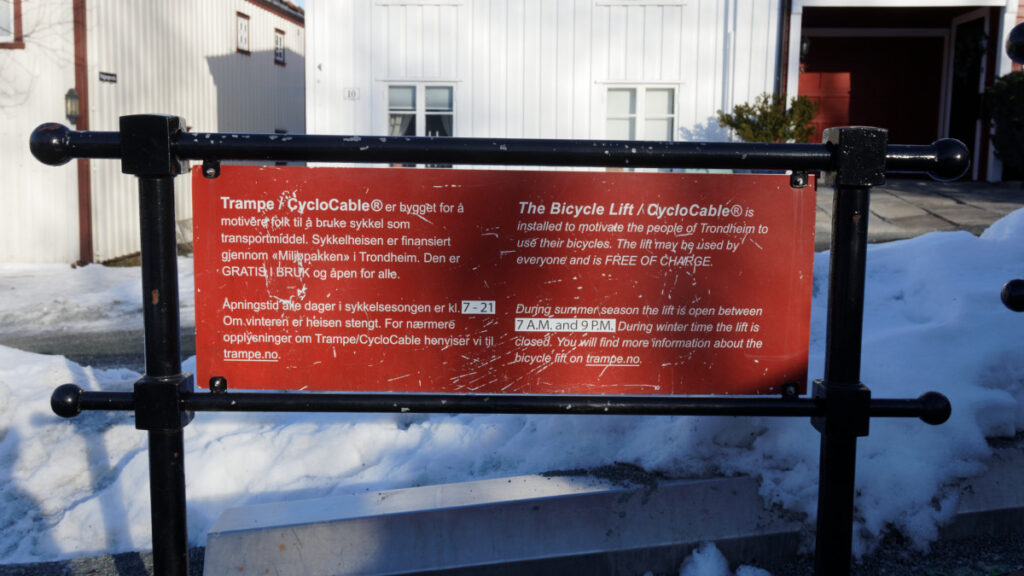 Trampe / CycloCable® er bygget for å
motivere folk til å bruke sykkel som
transportmiddel. Sykkelheisen er finansiert
gjennom «Miljøpakken» i Trondheim. Den er
GRATIS I BRUK og åpen for alle.
Åpningstid alle dager i sykkelsesongen er kl. 7 - 21
Om vinteren er heisen stengt. For nærmere
opplysninger om Trampe/CycloCable henviser vi til
trampe.no.
The Bicycle Lift / CycloCable® is
installed to motivate the people of Trondheim to
use their bicycles. The lift may be used by
everyone and is FREE OF CHARGE.
During summer season the lift is open between
7 A.M. and 9 P.M. During winter time the lift is
closed. You will find more information about the
bicycle lift on trampe.no.
10